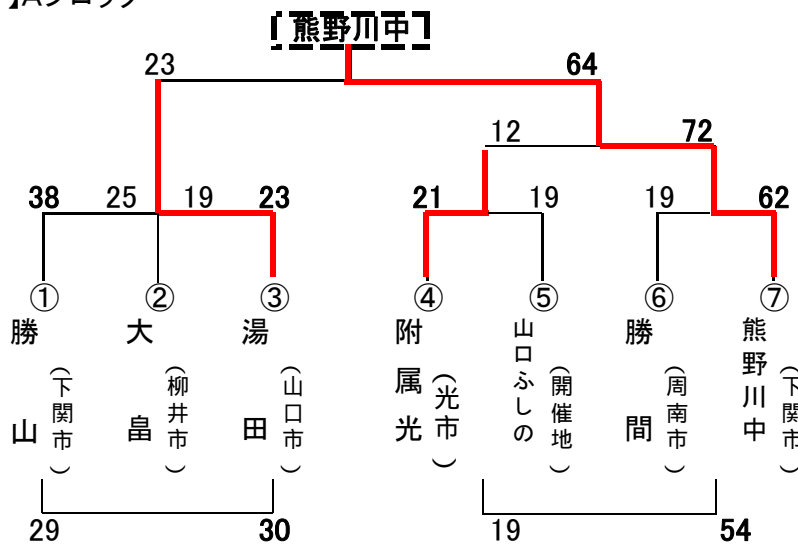 】Aブロック
熊野川中
23 64
12 72
38 25 19 23 21 19 19 62
① ② ③ ④ ⑤ ⑥ ⑦
勝山
(下関市)
大畠
(柳井市)
湯田
(山口市)
附属光
(光市)
山口ふしの
(開催地)
勝間
(周南市)
熊野川中
(下関市)
29 30 19 54